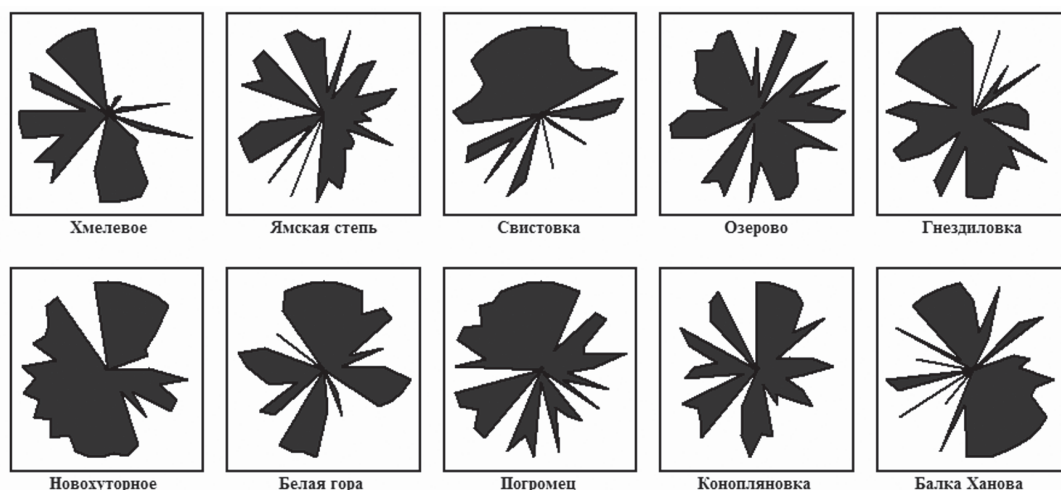 Хмелевое
Ямская степь
Свистовка
Озерово
Гнездиловка
Новохуторное
Белая гора
Погромец
Конопляновка
Балка Ханова